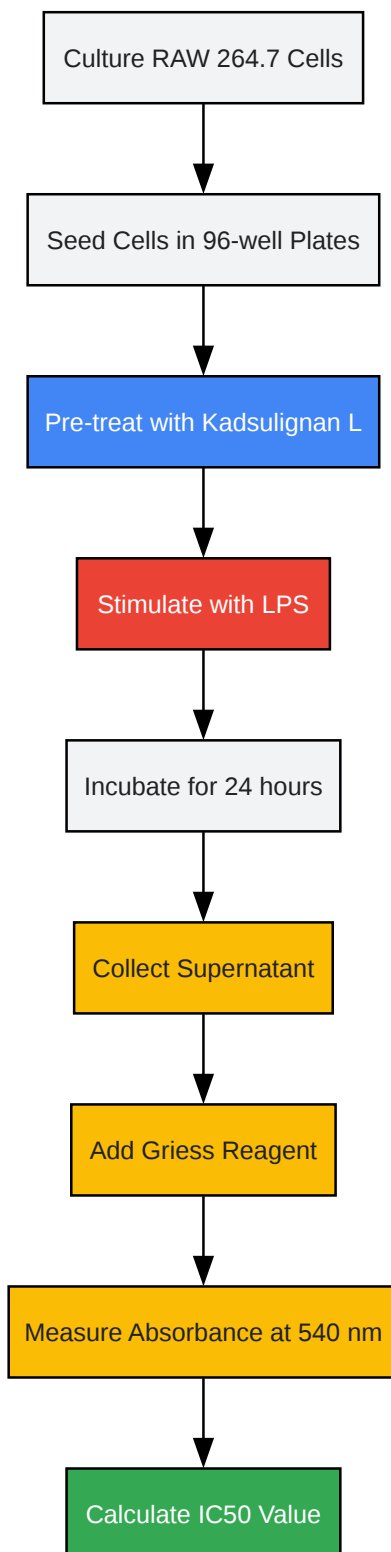 Culture RAW 264.7 Cells
Seed Cells in 96-well Plates
Pre-treat with Kadsulignan L
Stimulate with LPS
Incubate for 24 hours
Collect Supernatant
Add Griess Reagent
Measure Absorbance at 540 nm
Calculate IC50 Value